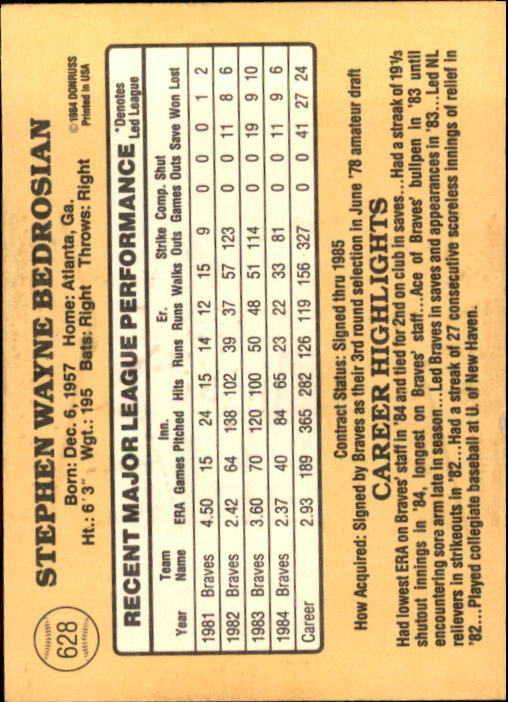 628
STEPHEN WAYNE BEDROSIAN
Born: Dec. 6, 1957 Home: Atlanta, Ga.
Ht.: 6'3" Wgt.: 195 Bats: Right Throws: Right
© 1984 DONRUSS
Printed in USA
RECENT MAJOR LEAGUE PERFORMANCE
*Denotes
Led League
Team Inn. Er. Strike Comp. Shut
Year Name ERA Games Pitched Hits Runs Runs Walks Outs Games Outs Save Won Lost
1981 Braves 4.50 15 24 15 14 12 15 9 0 0 0 1 2
1982 Braves 2.42 64 138 102 39 37 57 123 0 0 11 8 6
1983 Braves 3.60 70 120 100 50 48 51 114 0 0 19 9 10
1984 Braves 2.37 40 84 65 23 22 33 81 0 0 11 9 6
Career 2.93 189 365 282 126 119 156 327 0 0 41 27 24
Contract Status: Signed thru 1985
How Acquired: Signed by Braves as their 3rd round selection in June '78 amateur draft
CAREER HIGHLIGHTS
Had lowest ERA on Braves' staff in '84 and tied for 2nd on club in saves...Had a streak of 19⅓
shutout innings in '84, longest on Braves' staff...Ace of Braves' bullpen in '83 until
encountering sore arm late in season...Led Braves in saves and appearances in '83...Led NL
relievers in strikeouts in '82...Had a streak of 27 consecutive scoreless innings of relief in
'82...Played collegiate baseball at U. of New Haven.